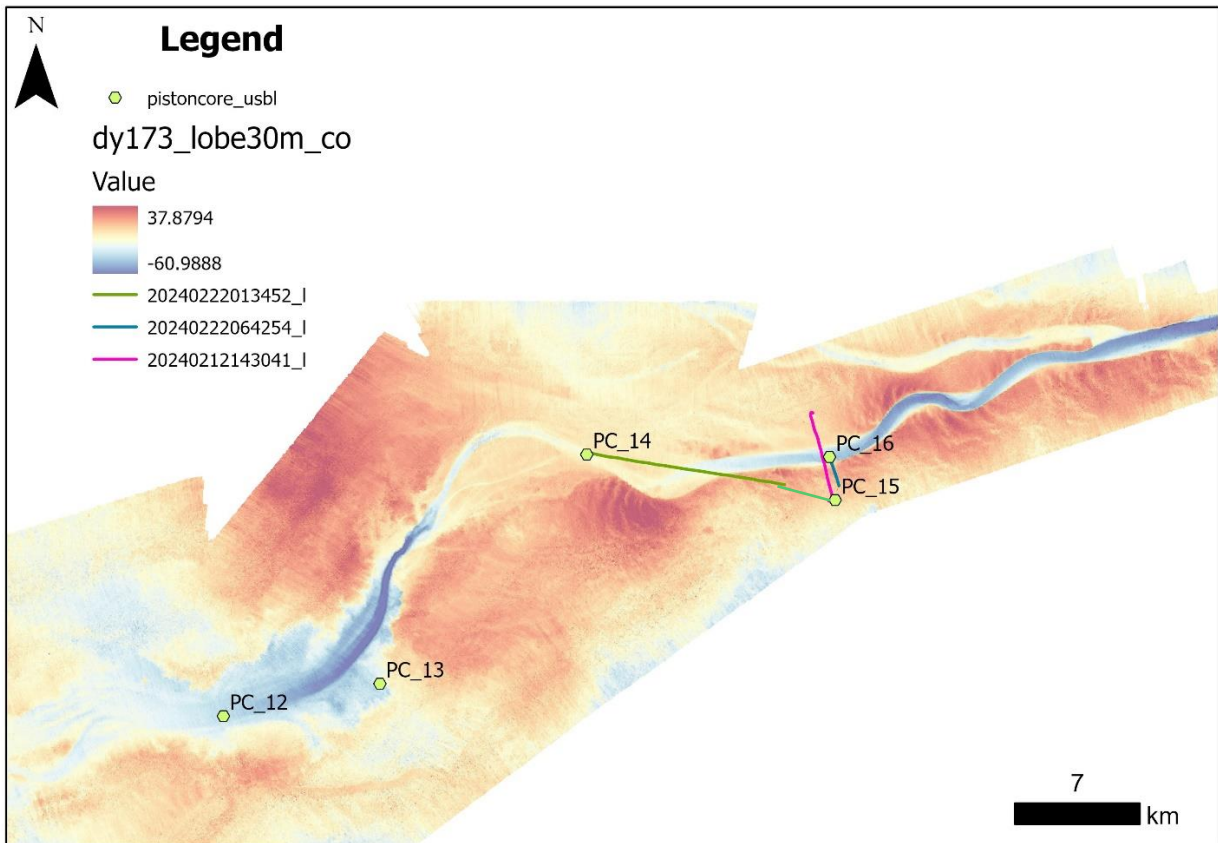 N
Legend
pistoncore_usbl
dy173_lobe30m_co
Value
37.8794
-60.9888
20240222013452_l
20240222064254_l
20240212143041_l
PC_14
PC_16
PC_15
PC_13
PC_12
7
km